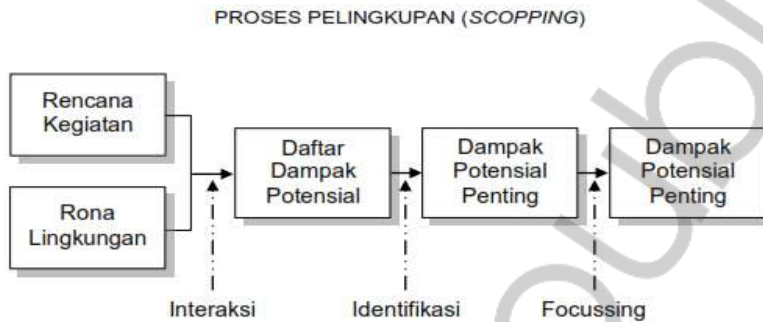 PROSES PELINGKUPAN (SCOPPING)
Rencana
Kegiatan
Rona
Lingkungan
Daftar
Dampak
Potensial
Dampak
Potensial
Penting
Dampak
Potensial
Penting
Interaksi
Identifikasi
Focussing